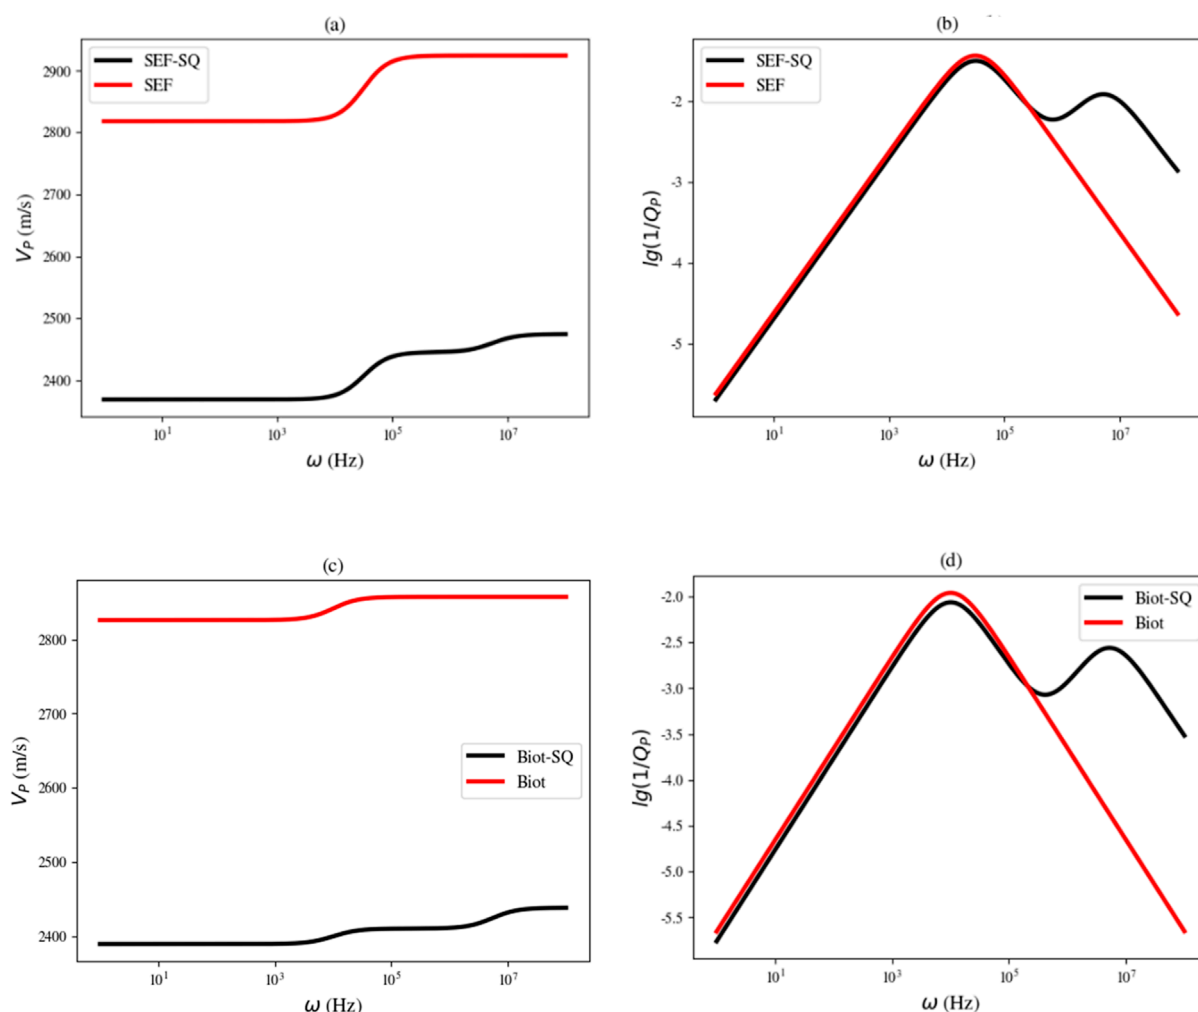 (a)
SEF-SQ
SEF
2900
2800
2700
2600
2500
2400
V_P (m/s)
10^1
10^3
10^5
10^7
ω (Hz)
(b)
SEF-SQ
SEF
-2
-3
-4
-5
lg(1/Q_P)
10^1
10^3
10^5
10^7
ω (Hz)
(c)
2800
2700
2600
2500
2400
V_P (m/s)
Biot-SQ
Biot
10^1
10^3
10^5
10^7
ω (Hz)
(d)
Biot-SQ
Biot
-2.0
-2.5
-3.0
-3.5
-4.0
-4.5
-5.0
-5.5
lg(1/Q_P)
10^1
10^3
10^5
10^7
ω (Hz)